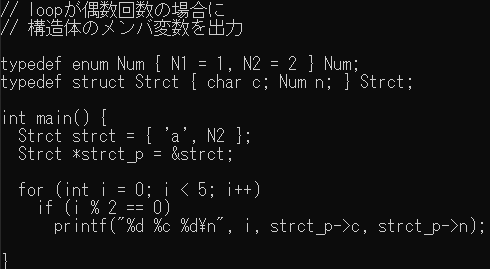 // loopが偶数回数の場合に
// 構造体のメンバ変数を出力
typedef enum Num { N1 = 1, N2 = 2 } Num;
typedef struct Strct { char c; Num n; } Strct;
int main() {
  Strct strct = { 'a', N2 };
  Strct *strct_p = &strct;
  for (int i = 0; i < 5; i++)
    if (i % 2 == 0)
      printf("%d %c %d¥n", i, strct_p->c, strct_p->n);
}